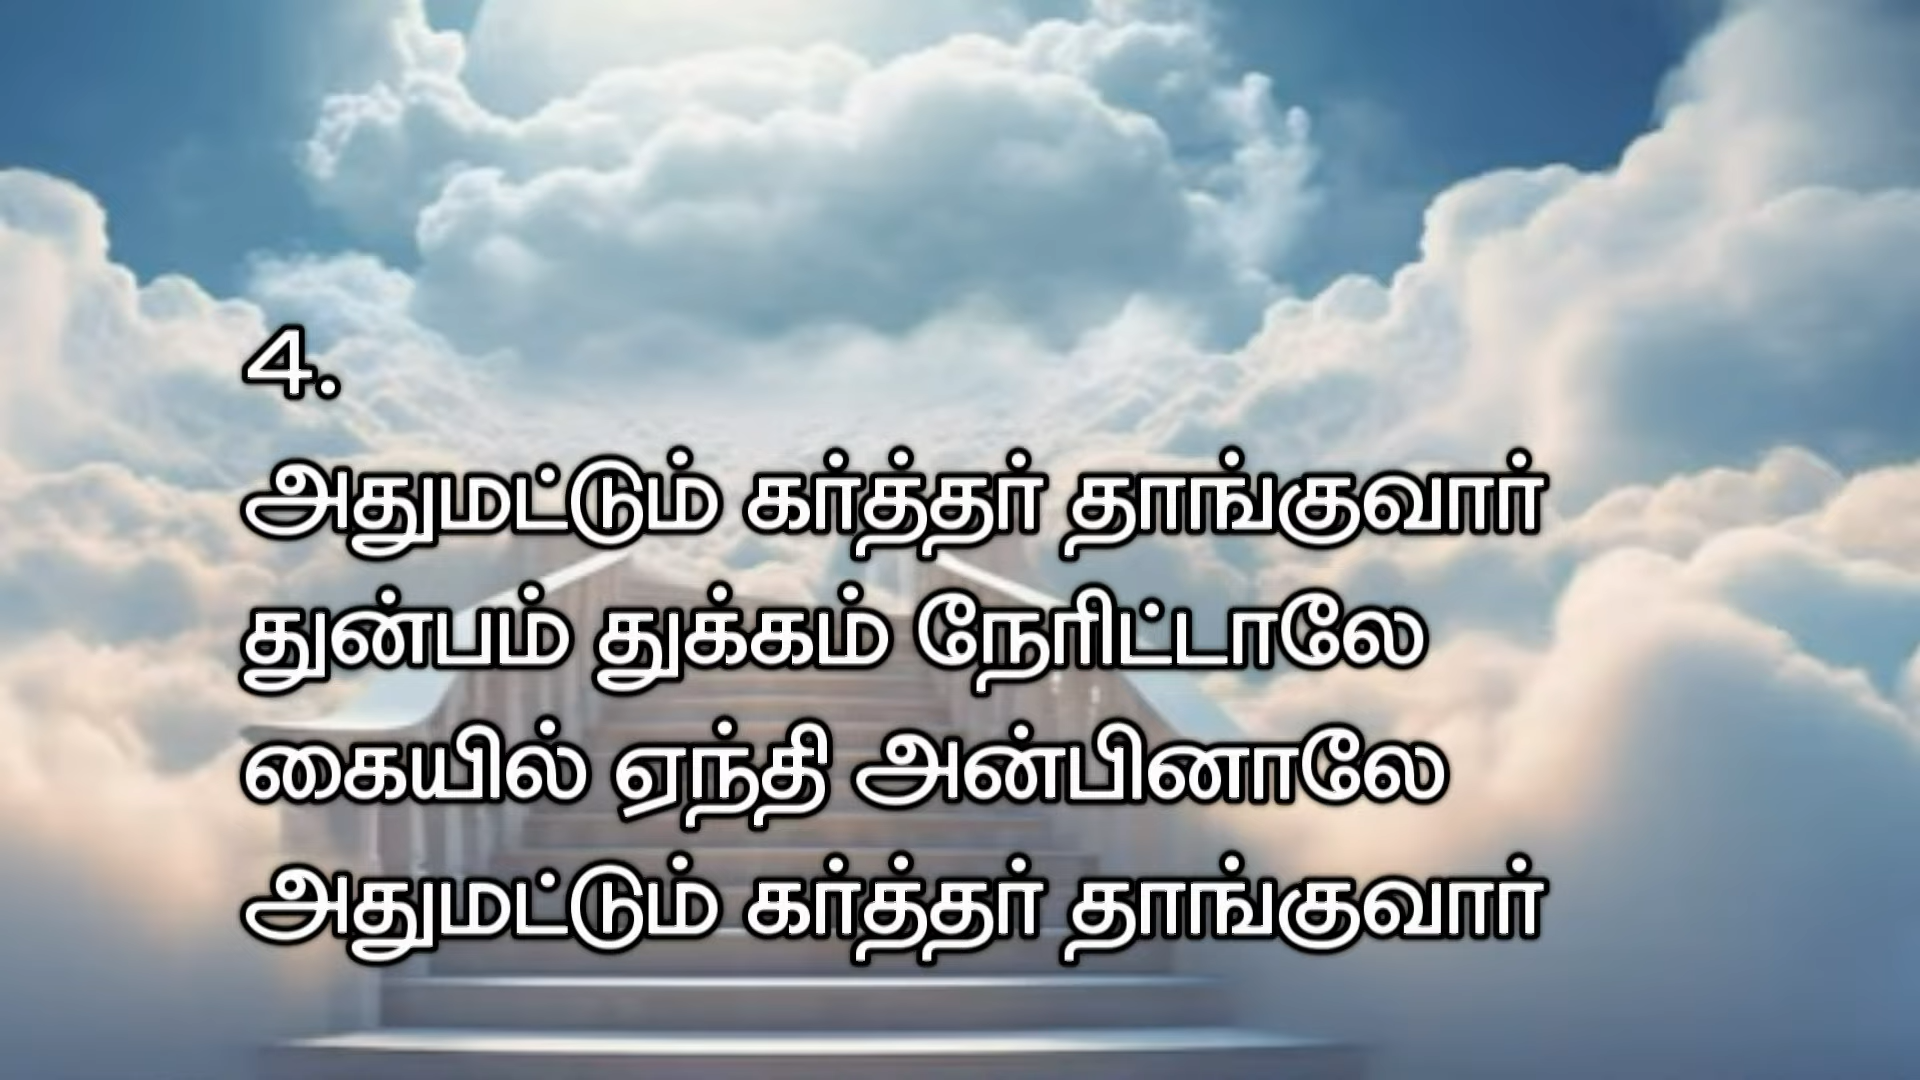 4.
அதுமட்டும் கர்த்தர் தாங்குவார்
துன்பம் துக்கம் நேரிட்டாலே
கையில் ஏந்தி அன்பினாலே
அதுமட்டும் கர்த்தர் தாங்குவார்